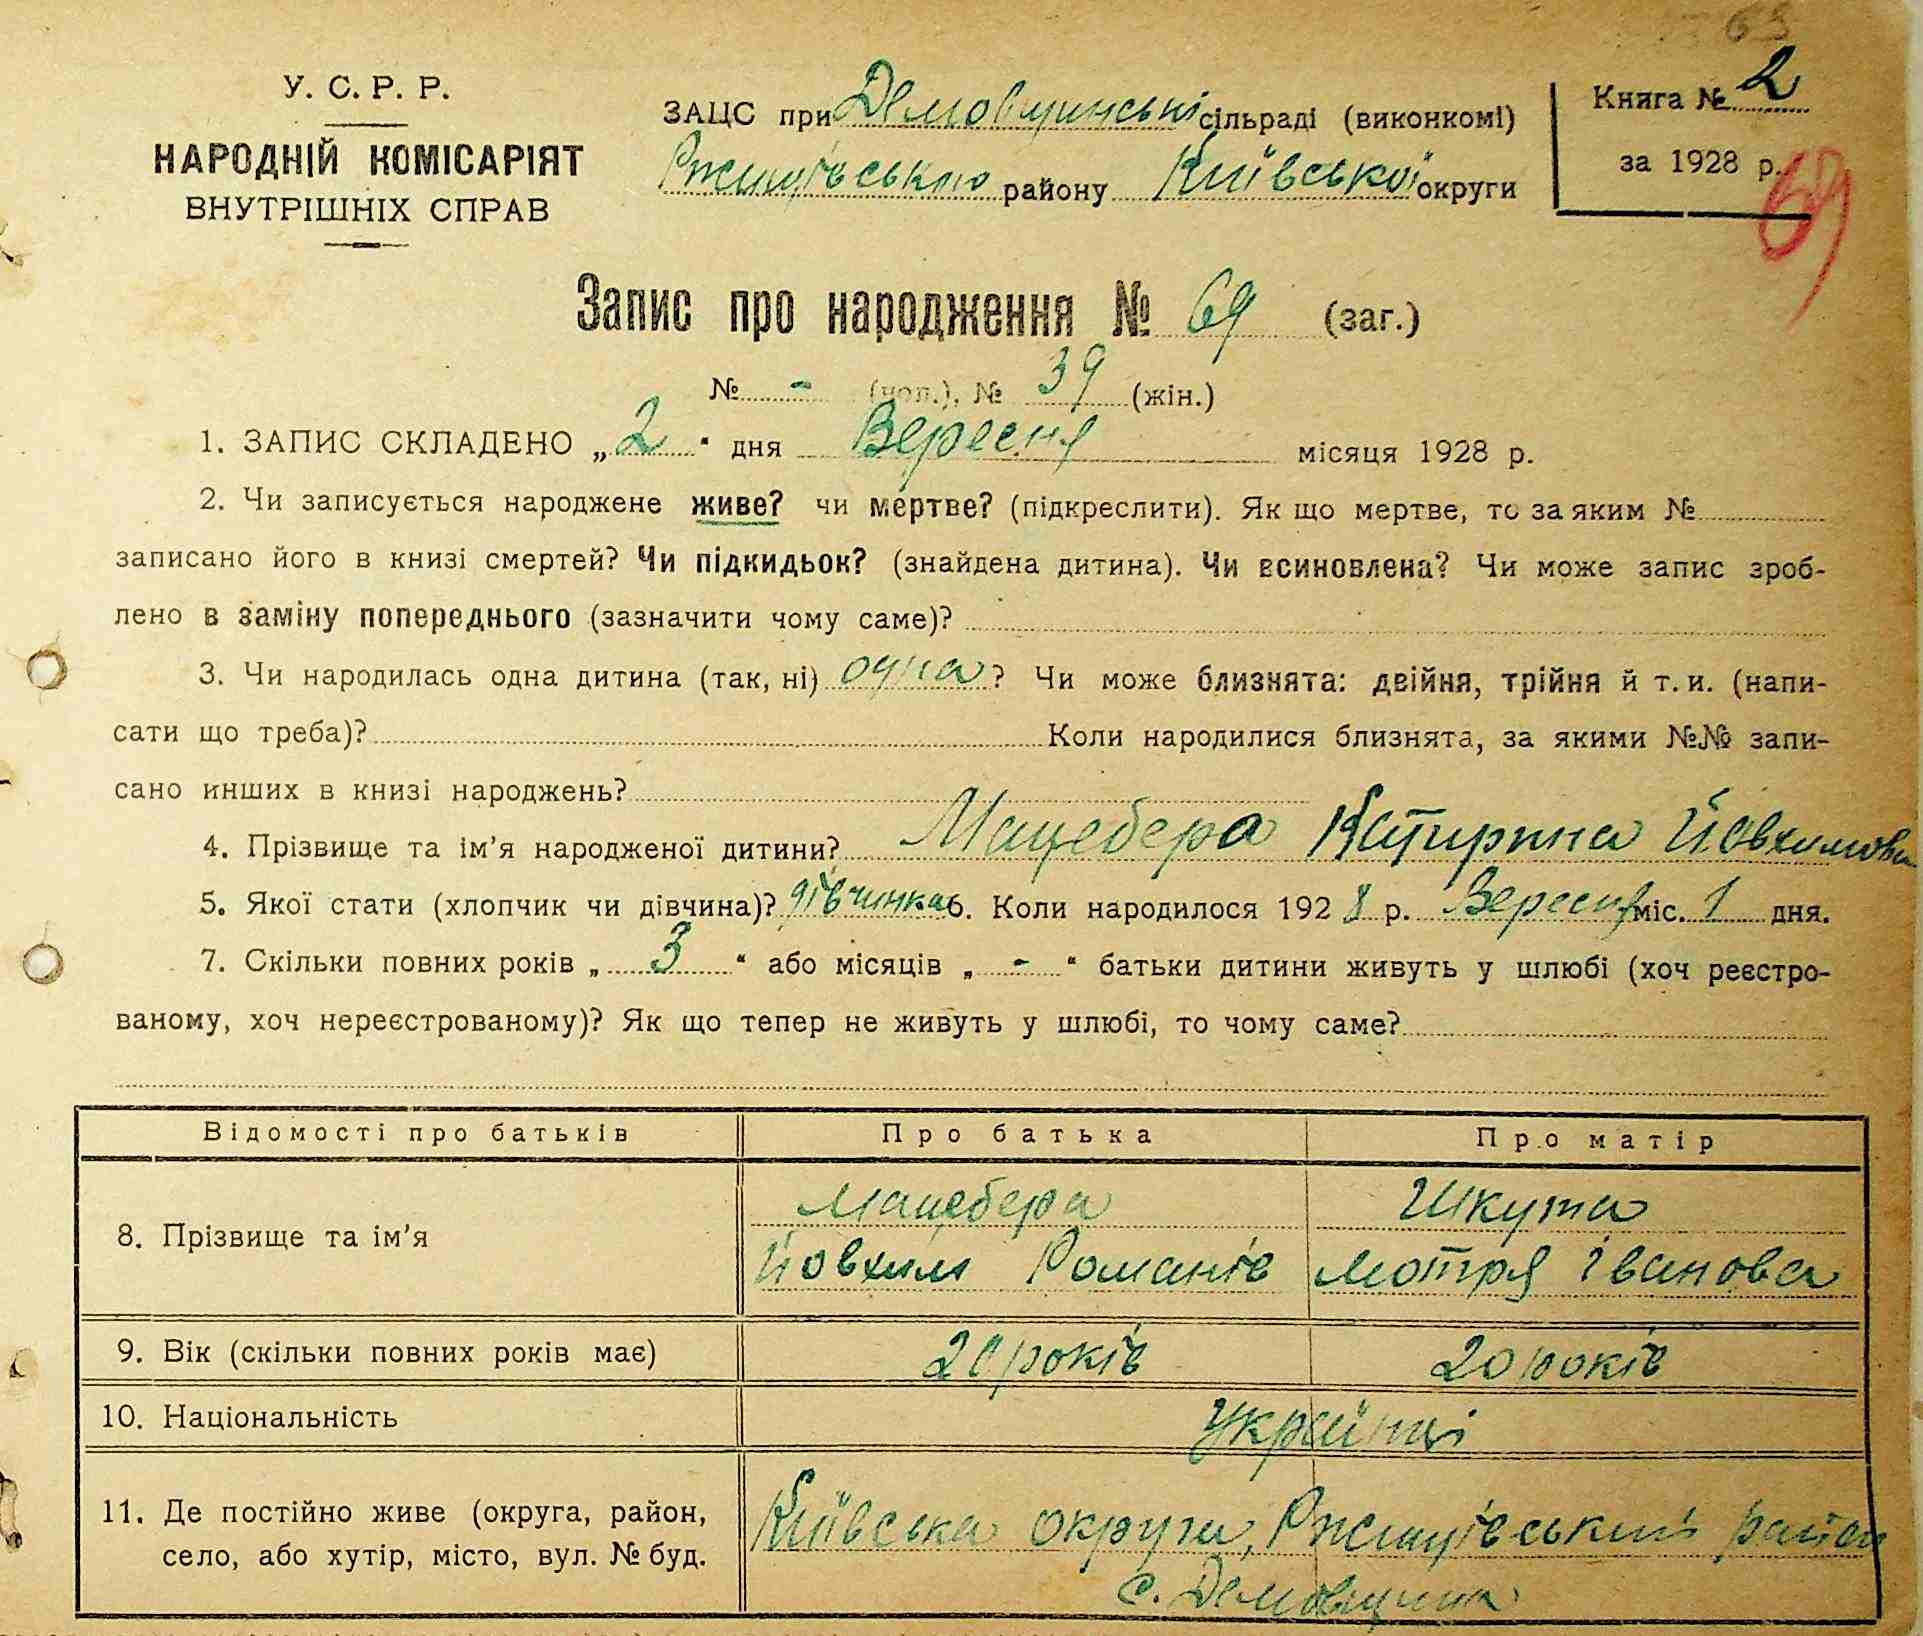 63
У. С. Р. Р.
НАРОДНІЙ КОМІСАРІЯТ
ВНУТРІШНІХ СПРАВ
ЗАЦС при Демовщинські сільраді (виконкомі)
Ржищівського району Київської округи
Книга № 2
за 1928 р.
69
Запис про народження № 69 (заг.)
№ - (чол.), № 39 (жін.)
1. ЗАПИС СКЛАДЕНО „ 2 “ дня Вересня місяця 1928 р.
2. Чи записується народжене живе? чи мертве? (підкреслити). Як що мертве, то за яким №
записано його в книзі смертей? Чи підкидьок? (знайдена дитина). Чи всиновлена? Чи може запис зроб-
лено в заміну попереднього (зазначити чому саме)?
3. Чи народилась одна дитина (так, ні) одна ? Чи може близнята: двійня, трійня й т. и. (напи-
сати що треба)? Коли народилися близнята, за якими №№ запи-
сано инших в книзі народжень?
4. Прізвище та ім'я народженої дитини? Мацебера Катирина Йовхимовн
5. Якої стати (хлопчик чи дівчина)? дівчинка 6. Коли народилося 1928 р. Вересня міс. 1 дня.
7. Скільки повних років „ 3 “ або місяців „ - “ батьки дитини живуть у шлюбі (хоч реєстро-
ваному, хоч нереєстрованому)? Як що тепер не живуть у шлюбі, то чому саме?
Відомості про батьків Про батька Про матір
8. Прізвище та ім'я
Мацебера
Йовхим Романів
Шкута
Мотря Іванова
9. Вік (скільки повних років має) 20 років 20 років
10. Національність Українці
11. Де постійно живе (округа, район,
село, або хутір, місто, вул. № буд.
Київська округа, Ржищівський район
с. Демовщина